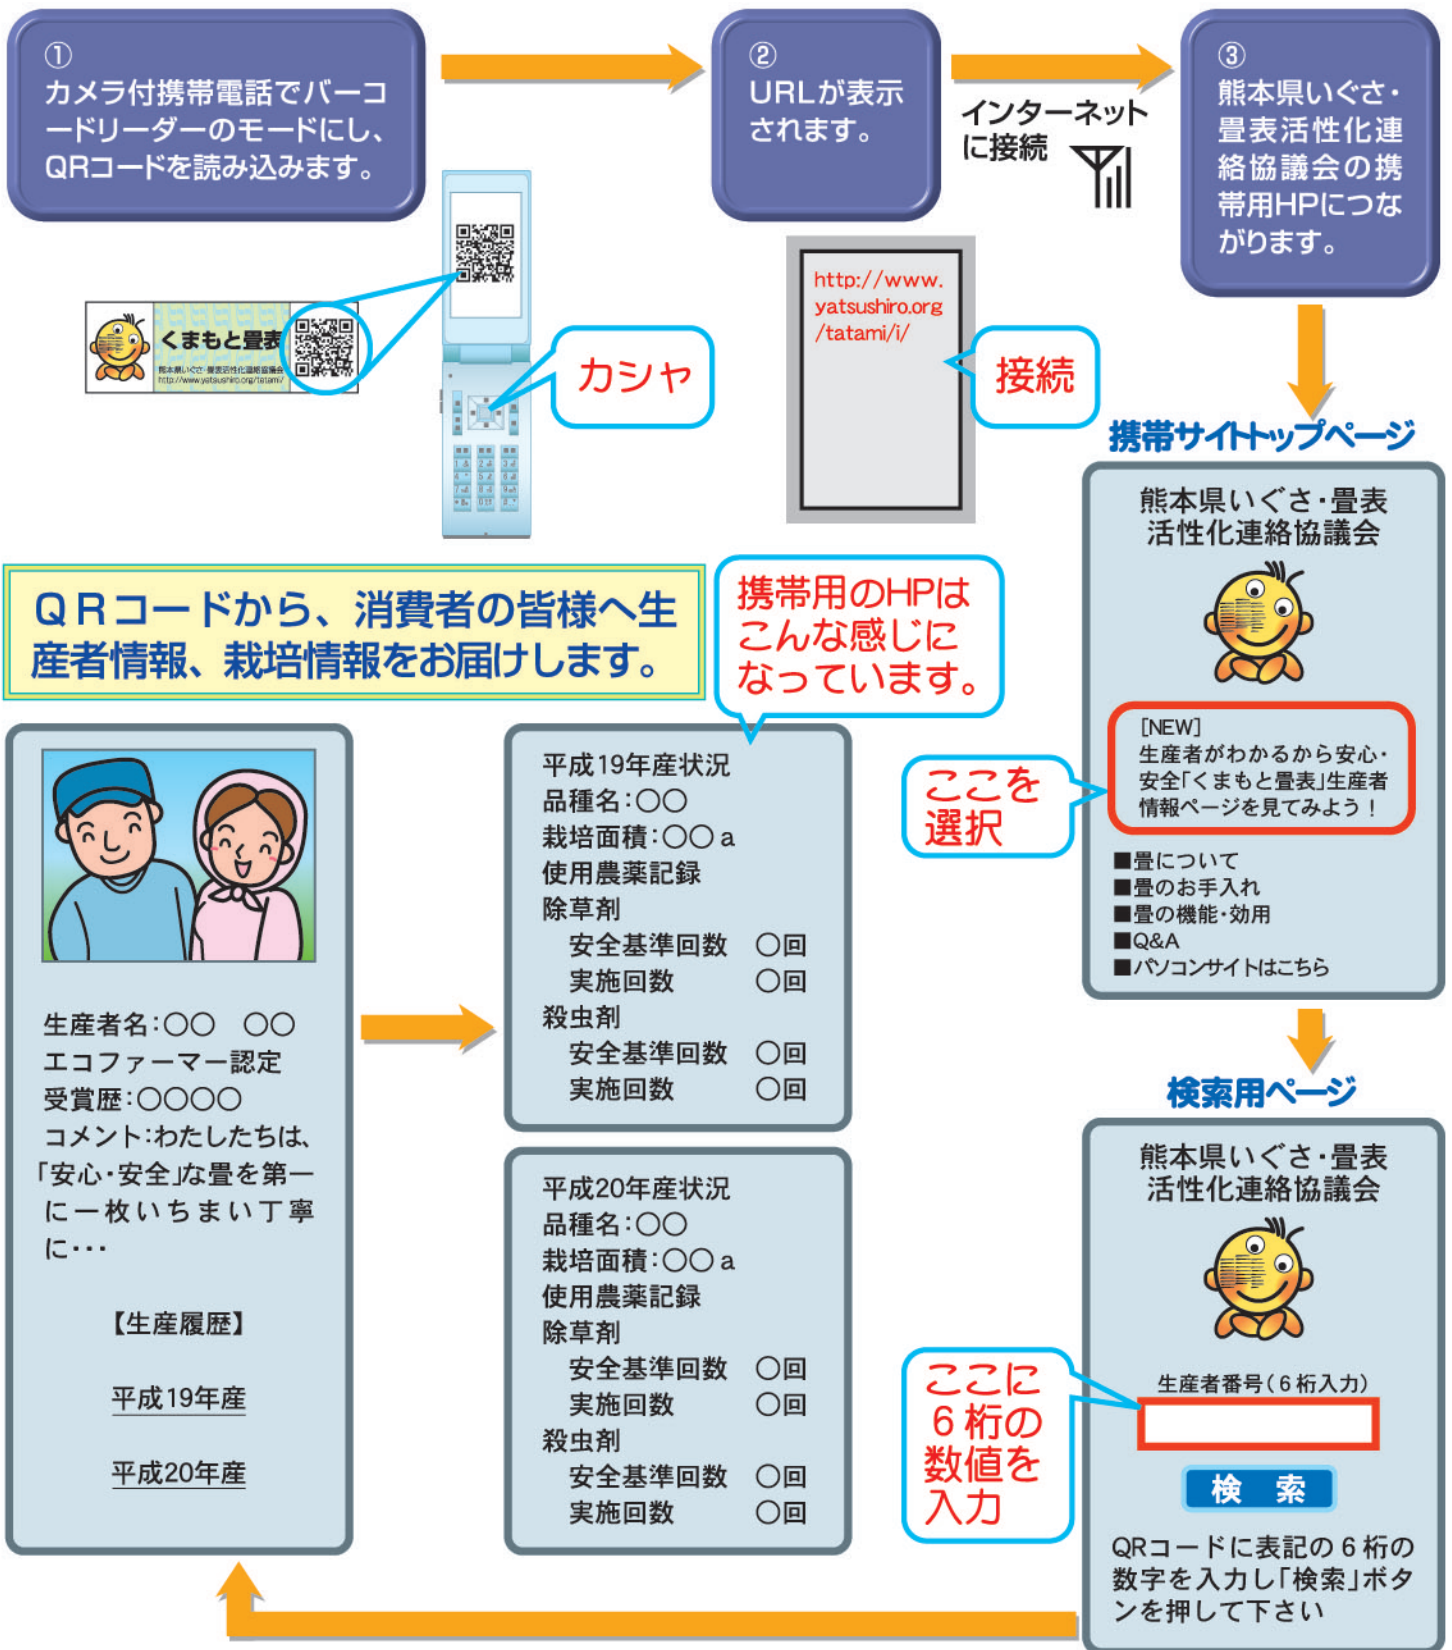 ①
カメラ付携帯電話でバーコ
ードリーダーのモードにし、
QRコードを読み込みます。
②
URLが表示
されます。
インターネット
に接続
③
熊本県いぐさ・
畳表活性化連
絡協議会の携
帯用HPにつな
がります。
くまもと畳表
熊本県いぐさ・畳表活性化連絡協議会
http://www.yatsushiro.org/tatami/
カシャ
http://www.
yatsushiro.org
/tatami/i/
接続
携帯サイトトップページ
熊本県いぐさ・畳表
活性化連絡協議会
[NEW]
生産者がわかるから安心・
安全「くまもと畳表」生産者
情報ページを見てみよう！
■畳について
■畳のお手入れ
■畳の機能・効用
■Q&A
■パソコンサイトはこちら
ここを
選択
検索用ページ
熊本県いぐさ・畳表
活性化連絡協議会
生産者番号（６桁入力）
検 索
QRコードに表記の６桁の
数字を入力し「検索」ボタ
ンを押して下さい
ここに
６桁の
数値を
入力
QRコードから、消費者の皆様へ生
産者情報、栽培情報をお届けします。
携帯用のHPは
こんな感じに
なっています。
生産者名：〇〇　〇〇
エコファーマー認定
受賞歴：〇〇〇〇
コメント：わたしたちは、
「安心・安全」な畳を第一
に一枚いちまい丁寧
に・・・
【生産履歴】
平成19年産
平成20年産
平成19年産状況
品種名：〇〇
栽培面積：〇〇a
使用農薬記録
除草剤
安全基準回数　〇回
実施回数　〇回
殺虫剤
安全基準回数　〇回
実施回数　〇回
平成20年産状況
品種名：〇〇
栽培面積：〇〇a
使用農薬記録
除草剤
安全基準回数　〇回
実施回数　〇回
殺虫剤
安全基準回数　〇回
実施回数　〇回